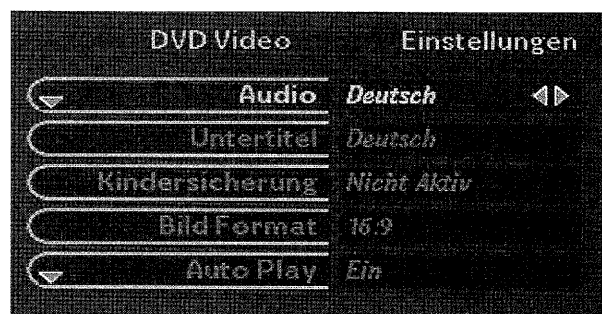 DVD Video Einstellungen
Audio Deutsch
Untertitel Deutsch
Kindersicherung Nicht Aktiv
Bild Format 16:9
Auto Play Ein